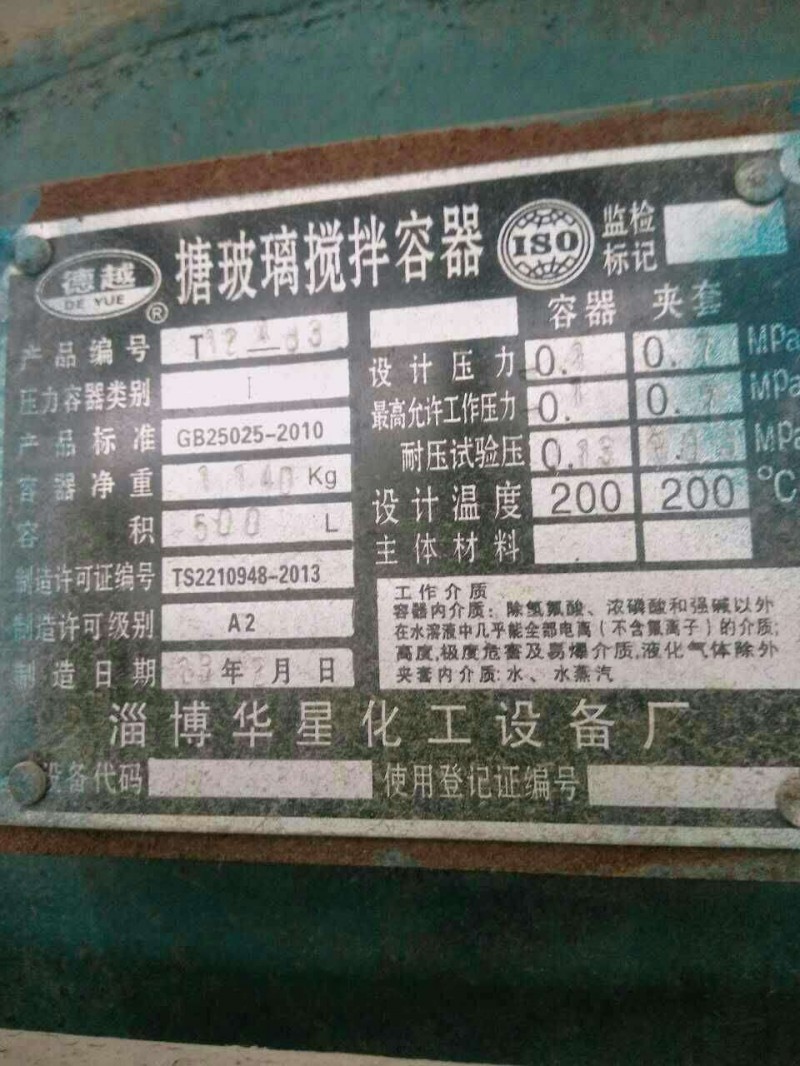 德越
DE YUE
®
搪玻璃搅拌容器
ISO
监检
标记
容器 夹套
产品编号
压力容器类别 I
产品标准 GB25025-2010
容器净重 1140 Kg
容积 500 L
制造许可证编号 TS2210948-2013
制造许可级别 A2
制造日期 年 月 日
设计压力 0. 0. MPa
最高允许工作压力 0. 0. MPa
耐压试验压 0.13 MPa
设计温度 200 200 °C
主体材料
工作介质
容器内介质：除氢氟酸、浓磷酸和强碱以外
在水溶液中几乎能全部电离（不含氟离子）的介质；
高度,极度危害及易爆介质,液化气体除外
夹套内介质:水、水蒸汽
淄博华星化工设备厂
设备代码
使用登记证编号